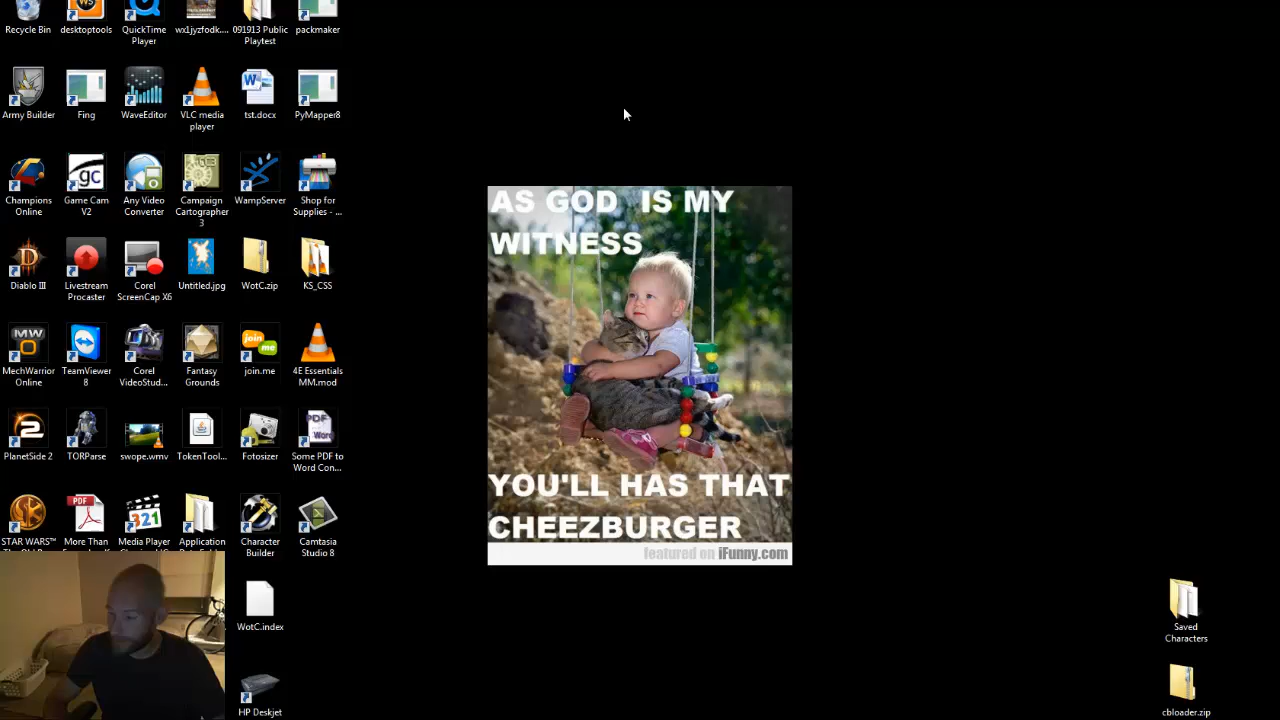 Recycle Bin
desktoptools
QuickTime
Player
wx1jyzfodk....
091913 Public
Playtest
packmaker
Army Builder
Fing
WaveEditor
VLC media
player
tst.docx
PyMapper8
Champions
Online
Game Cam
V2
Any Video
Converter
Campaign
Cartographer
3
WampServer
Shop for
Supplies - ...
Diablo III
Livestream
Procaster
Corel
ScreenCap X6
Untitled.jpg
WotC.zip
KS_CSS
MechWarrior
Online
TeamViewer
8
Corel
VideoStud...
Fantasy
Grounds
join.me
4E Essentials
MM.mod
PlanetSide 2
TORParse
swope.wmv
TokenTool...
Fotosizer
Some PDF to
Word Con...
STAR WARS™
More Than
Media Player
Application
Character
Builder
Camtasia
Studio 8
WotC.index
HP Deskjet
AS GOD IS MY
WITNESS
YOU'LL HAS THAT
CHEEZBURGER
featured on iFunny.com
Saved
Characters
cbloader.zip